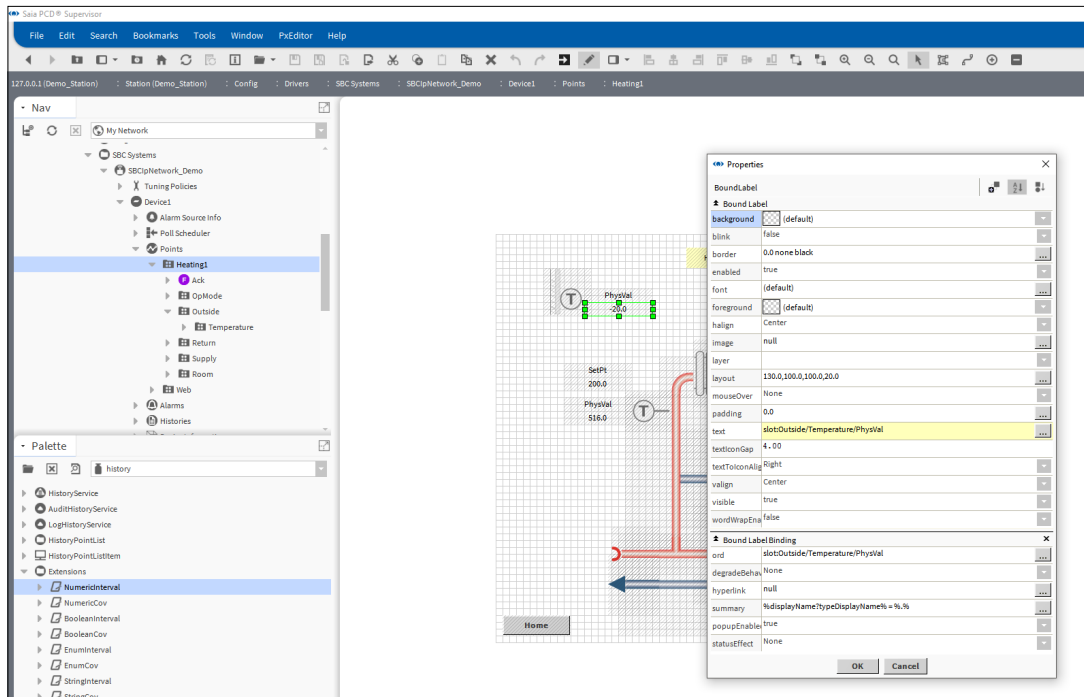 Saia PCD® Supervisor
File Edit Search Bookmarks Tools Window PxEditor Help
127.0.0.1 (Demo_Station) : Station (Demo_Station) : Config : Drivers : SBC Systems : SBCIpNetwork_Demo : Device1 : Points : Heating1
Nav
My Network
SBC Systems
SBCIpNetwork_Demo
Tuning Policies
Device1
Alarm Source Info
Poll Scheduler
Points
Heating1
Ack
OpMode
Outside
Temperature
Return
Supply
Room
Web
Alarms
Histories
Palette
history
HistoryService
AuditHistoryService
LogHistoryService
HistoryPointList
HistoryPointListItem
Extensions
NumericInterval
NumericCov
BooleanInterval
BooleanCov
EnumInterval
EnumCov
StringInterval
StringCov
T
PhysVal
-20.0
SetPt
200.0
PhysVal
516.0
T
Home
Properties
BoundLabel
Bound Label
background (default)
blink false
border 0.0 none black
enabled true
font (default)
foreground (default)
halign Center
image null
layer
layout 130.0,100.0,100.0,20.0
mouseOver None
padding 0.0
text slot:Outside/Temperature/PhysVal
textIconGap 4.00
textToIconAlig Right
valign Center
visible true
wordWrapEna false
Bound Label Binding
ord slot:Outside/Temperature/PhysVal
degradeBehav None
hyperlink null
summary %displayName?typeDisplayName% = %.%
popupEnable true
statusEffect None
OK Cancel